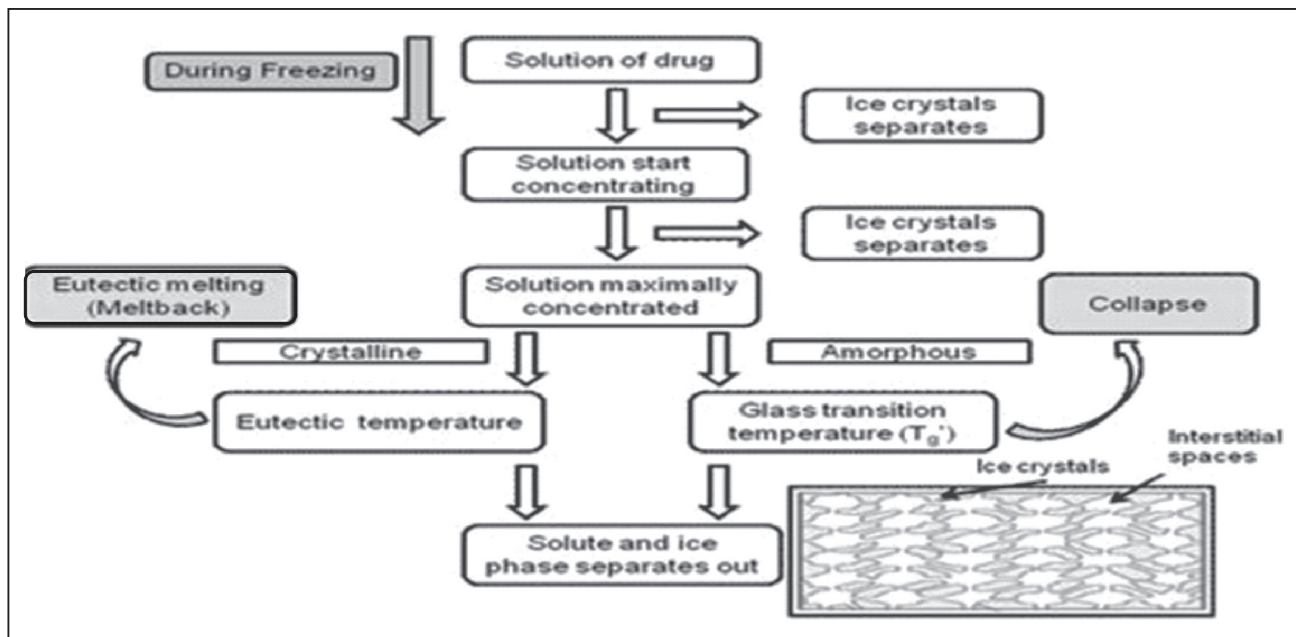 During Freezing
Solution of drug
Ice crystals
separates
Solution start
concentrating
Ice crystals
separates
Eutectic melting
(Meltback)
Solution maximally
concentrated
Collapse
Crystalline
Amorphous
Eutectic temperature
Glass transition
temperature (Tg')
Interstitial
spaces
Ice crystals
Solute and ice
phase separates out